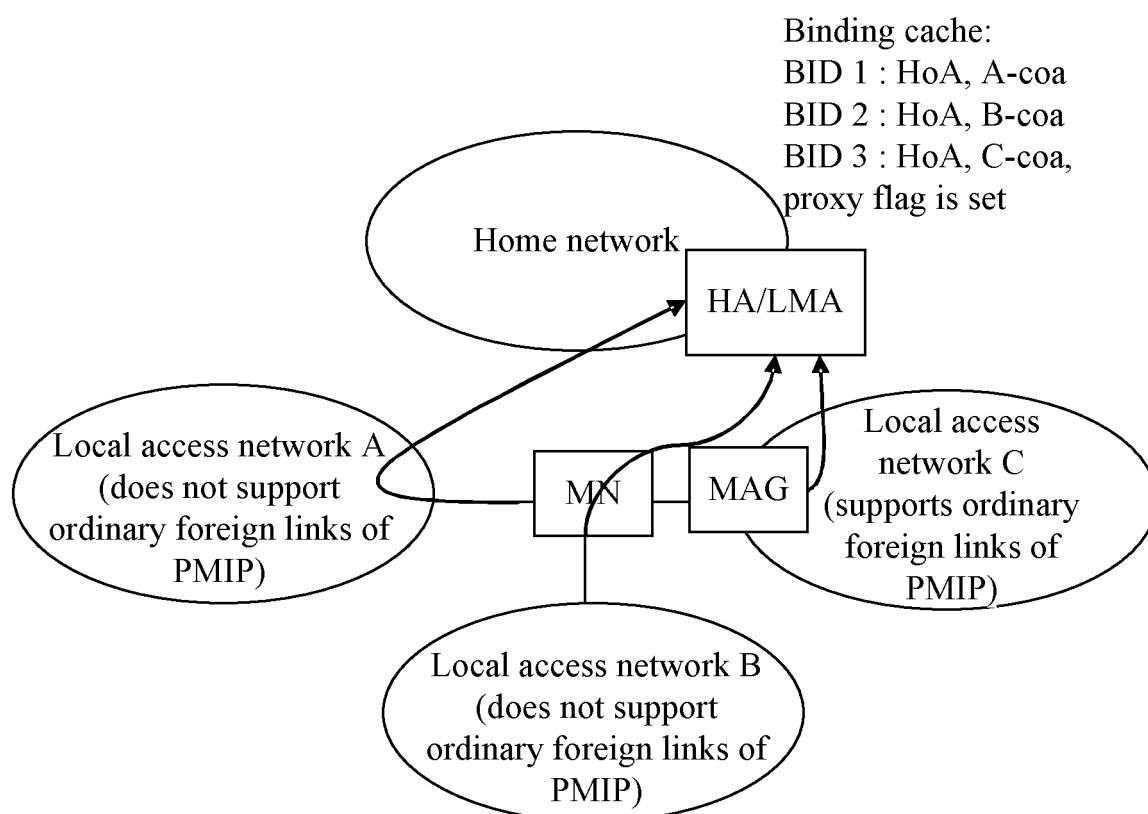 Binding cache:
BID 1 : HoA, A-coa
BID 2 : HoA, B-coa
BID 3 : HoA, C-coa,
proxy flag is set
Home network
HA/LMA
Local access network A
(does not support
ordinary foreign links of
PMIP)
MN
MAG
Local access
network C
(supports ordinary
foreign links of
PMIP)
Local access network B
(does not support
ordinary foreign links of
PMIP)